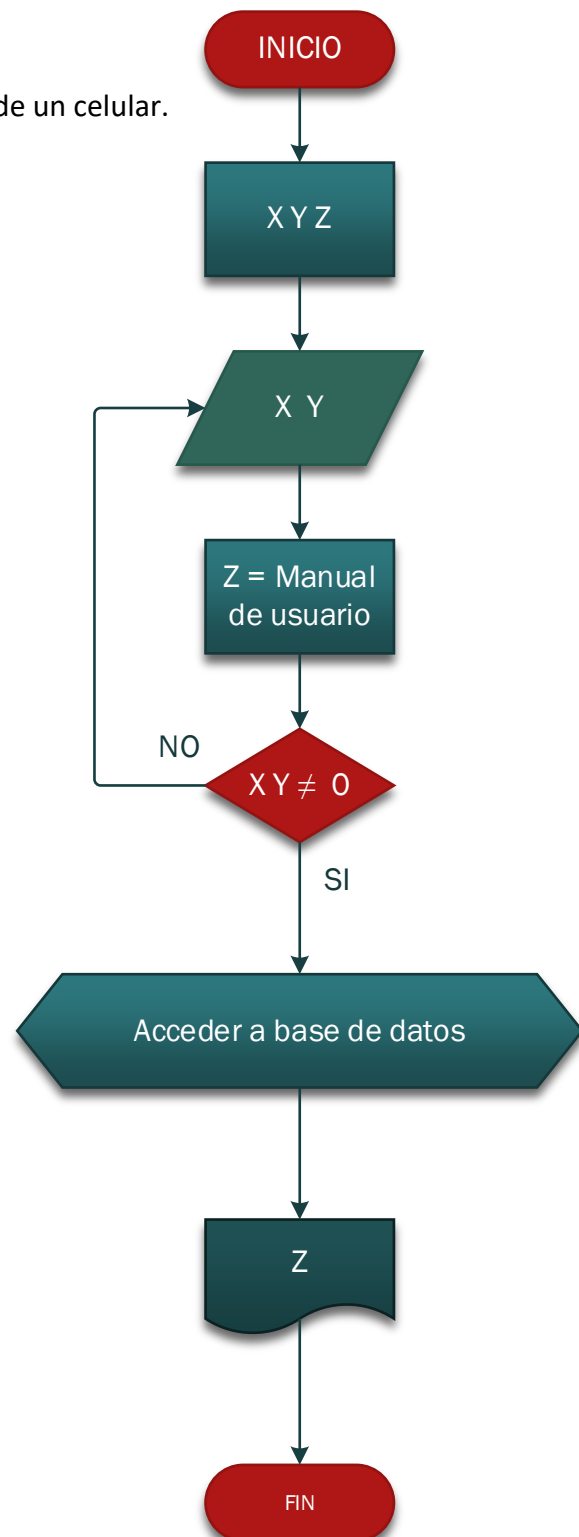 INICIO
de un celular.
X Y Z
X Y
Z = Manual
de usuario
NO
X Y ≠ 0
SI
Acceder a base de datos
Z
FIN